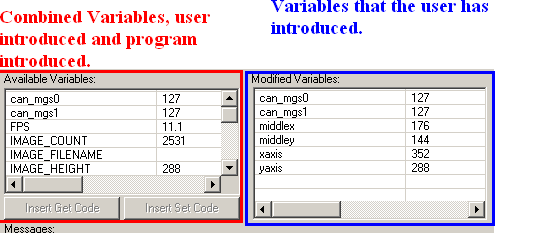 Combined Variables, user
introduced and program
introduced.
Variables that the user has
introduced.
Available Variables:
can_mgs0 127
can_mgs1 127
FPS 11.1
IMAGE_COUNT 2531
IMAGE_FILENAME
IMAGE_HEIGHT 288
Insert Get Code Insert Set Code
Messages:
Modified Variables:
can_mgs0 127
can_mgs1 127
middlex 176
middley 144
xaxis 352
yaxis 288